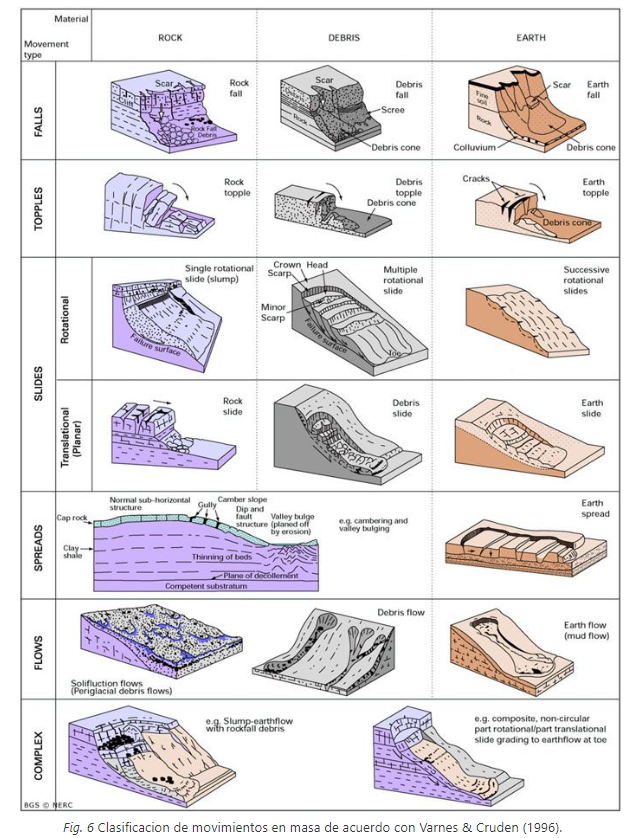 Material
Movement
type
ROCK
DEBRIS
EARTH
FALLS
Scar
Cliff
Rock Fall
Debris
Rock
fall
Scar
Rock
Debris
fall
Scree
Debris cone
Fine
soil
Rock
Colluvium
Scar
Earth
fall
Debris cone
TOPPLES
Rock
topple
Debris
topple
Debris cone
Cracks
Earth
topple
Debris cone
SLIDES
Rotational
Single rotational
slide (slump)
Failure surface
Crown
Scarp
Head
Minor
Scarp
Failure surface
Toe
Multiple
rotational
slide
Successive
rotational
slides
Translational
(Planar)
Rock
slide
Debris
slide
Earth
slide
SPREADS
Cap rock
Clay
shale
Normal sub-horizontal
structure
Gully
Camber slope
Dip and
fault
structure
Valley bulge
(planed off
by erosion)
Thinning of beds
Plane of decollement
Competent substratum
e.g. cambering and
valley bulging
Earth
spread
FLOWS
Solifluction flows
(Periglacial debris flows)
Debris flow
Earth flow
(mud flow)
COMPLEX
e.g. Slump-earthflow
with rockfall debris
e.g. composite, non-circular
part rotational/part translational
slide grading to earthflow at toe
BGS © NERC
Fig. 6 Clasificacion de movimientos en masa de acuerdo con Varnes & Cruden (1996).